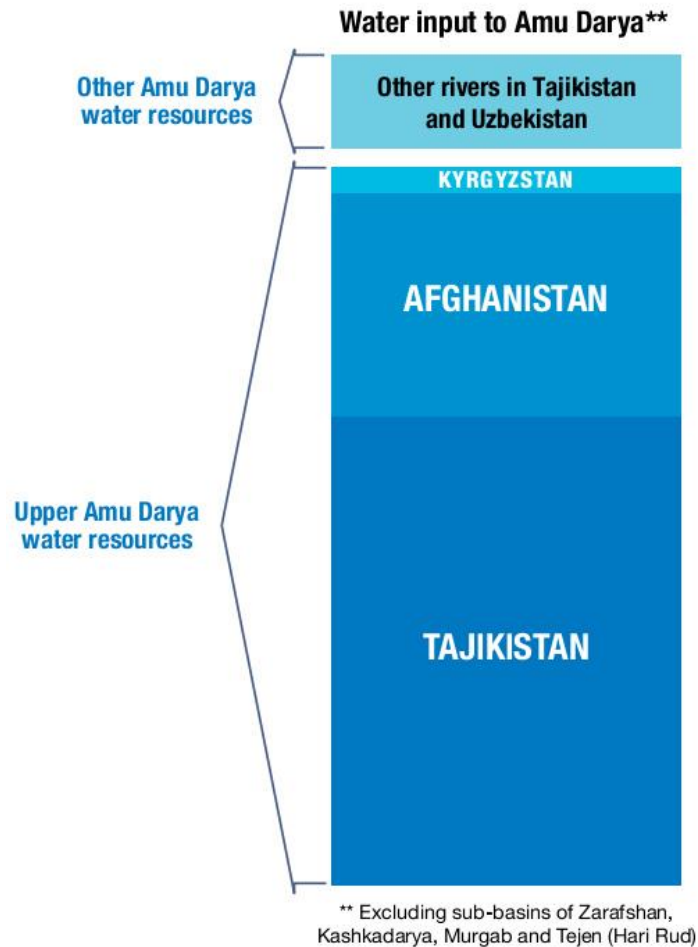 Water input to Amu Darya**
Other Amu Darya
water resources
Other rivers in Tajikistan
and Uzbekistan
KYRGYZSTAN
AFGHANISTAN
Upper Amu Darya
water resources
TAJIKISTAN
** Excluding sub-basins of Zarafshan,
Kashkadarya, Murgab and Tejen (Hari Rud)